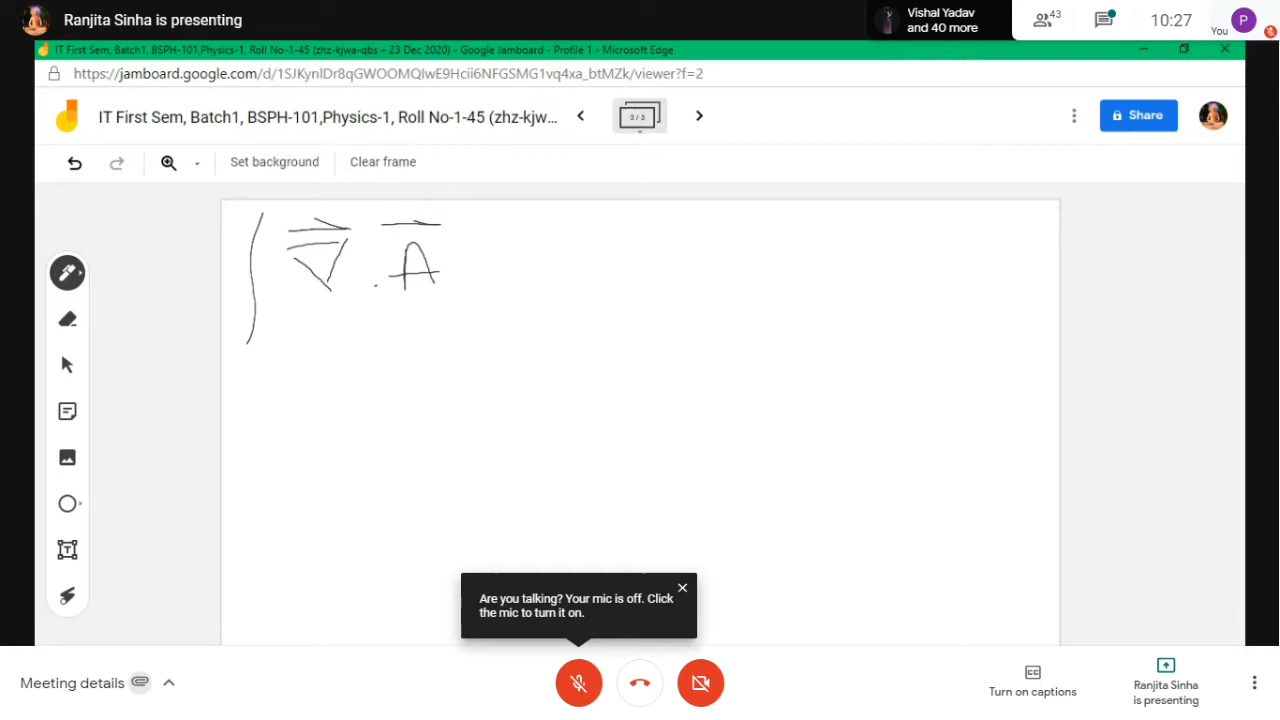 Ranjita Sinha is presenting
Vishal Yadav
and 40 more
43
10:27
You
P
IT First Sem, Batch1, BSPH-101,Physics-1, Roll No-1-45 (zhz-kjwa-qbs – 23 Dec 2020) - Google Jamboard - Profile 1 - Microsoft Edge
https://jamboard.google.com/d/1SJKynlDr8qGWOOMQIwE9Hcii6NFGSMG1vq4xa_btMZk/viewer?f=2
IT First Sem, Batch1, BSPH-101,Physics-1, Roll No-1-45 (zhz-kjw...
3 / 3
Share
Set background
Clear frame
∫ ∇⃗ . A⃗
Are you talking? Your mic is off. Click
the mic to turn it on.
Meeting details
Turn on captions
Ranjita Sinha
is presenting